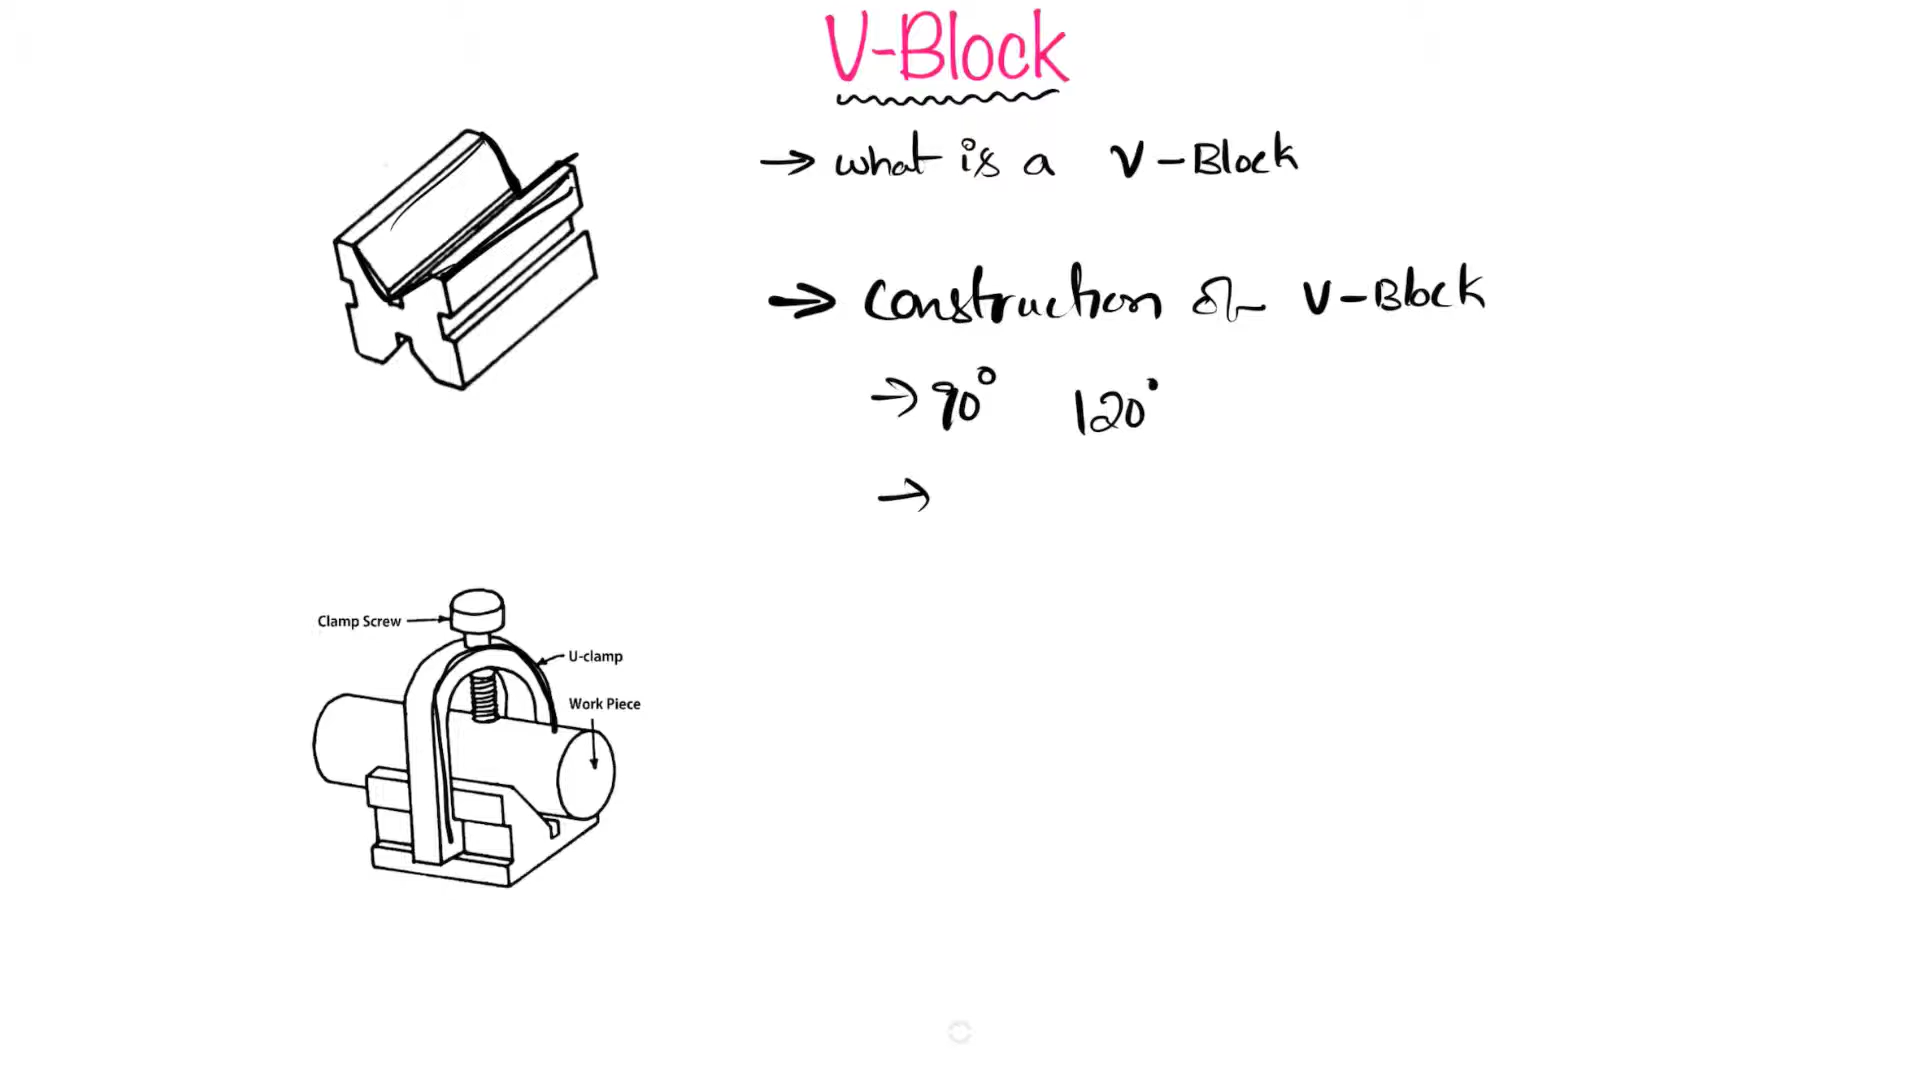 V-Block
→ what is a V-Block
→ Construction of V-Block
→ 90° 120°
→
Clamp Screw
U-clamp
Work Piece